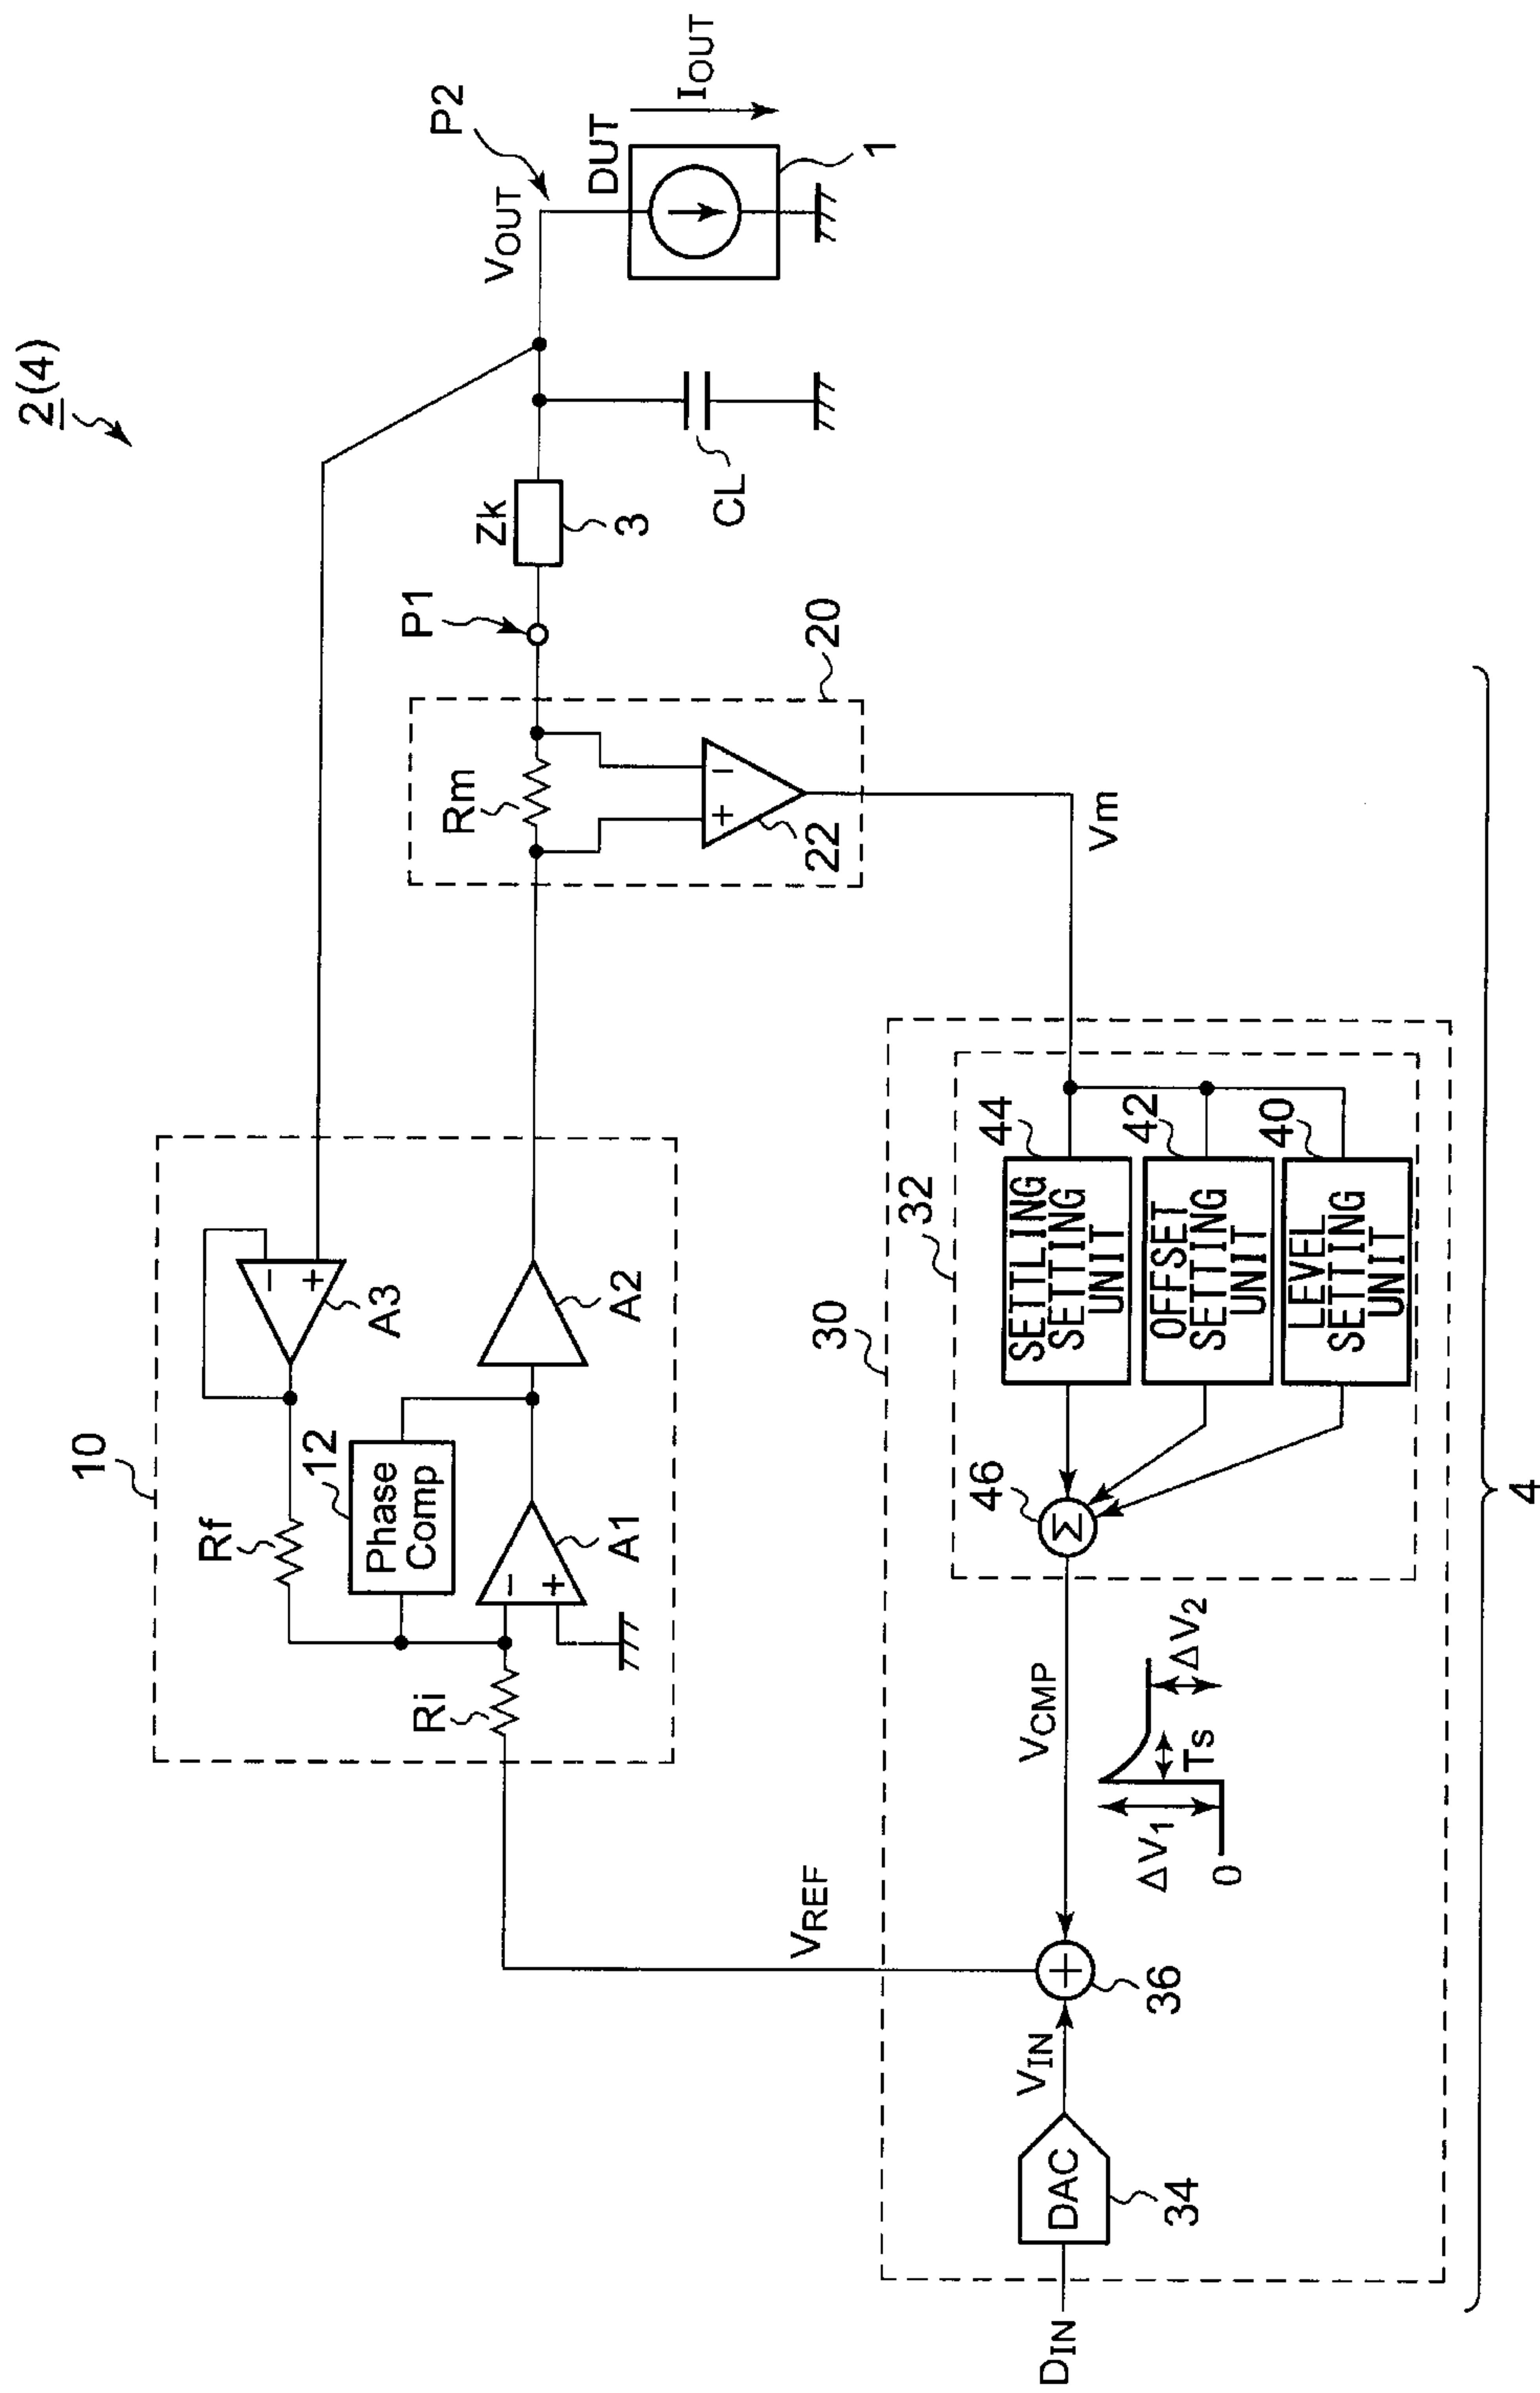 2(4)
10
Rf
12
Phase
Comp
Ri
−
+
A1
A2
−
+
A3
Rm
+
−
22
20
P1
Zk
3
CL
VOUT
P2
DUT
IOUT
1
Vm
VREF
30
32
SETTLING
SETTING
UNIT
44
OFFSET
SETTING
UNIT
42
LEVEL
SETTING
UNIT
40
46
Σ
VCMP
ΔV1
0
Ts
ΔV2
DIN
DAC
34
VIN
+
36
4